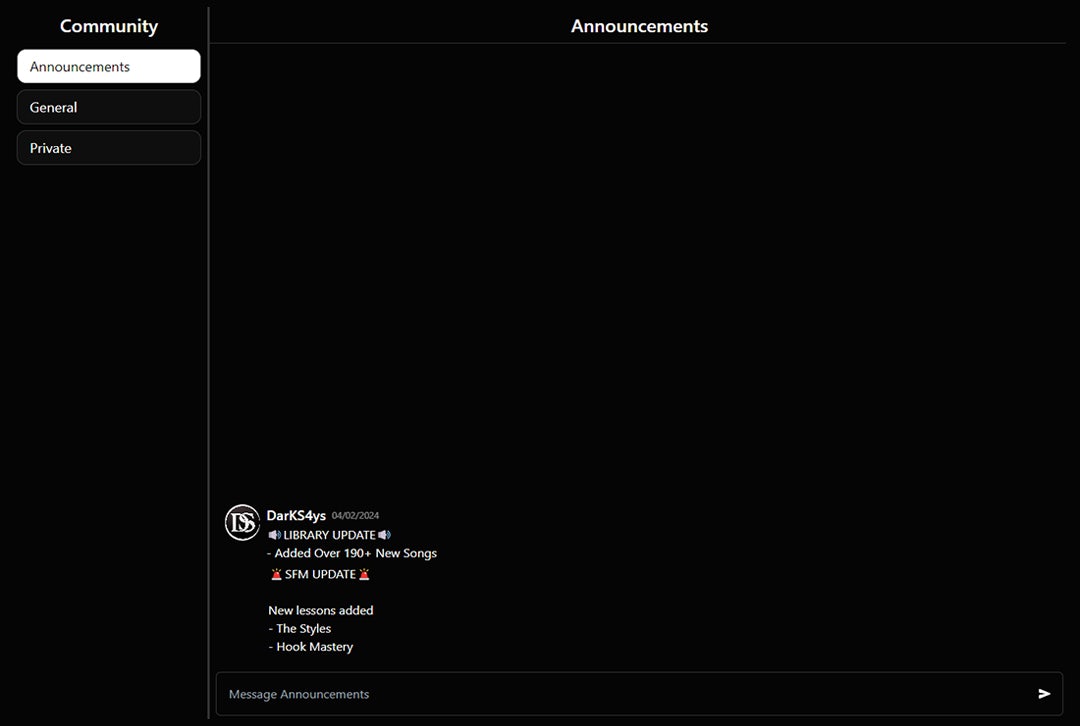 Community
Announcements
General
Private
Announcements
DS
DarKS4ys 04/02/2024
🔊LIBRARY UPDATE🔊
- Added Over 190+ New Songs
🚨SFM UPDATE🚨
New lessons added
- The Styles
- Hook Mastery
Message Announcements